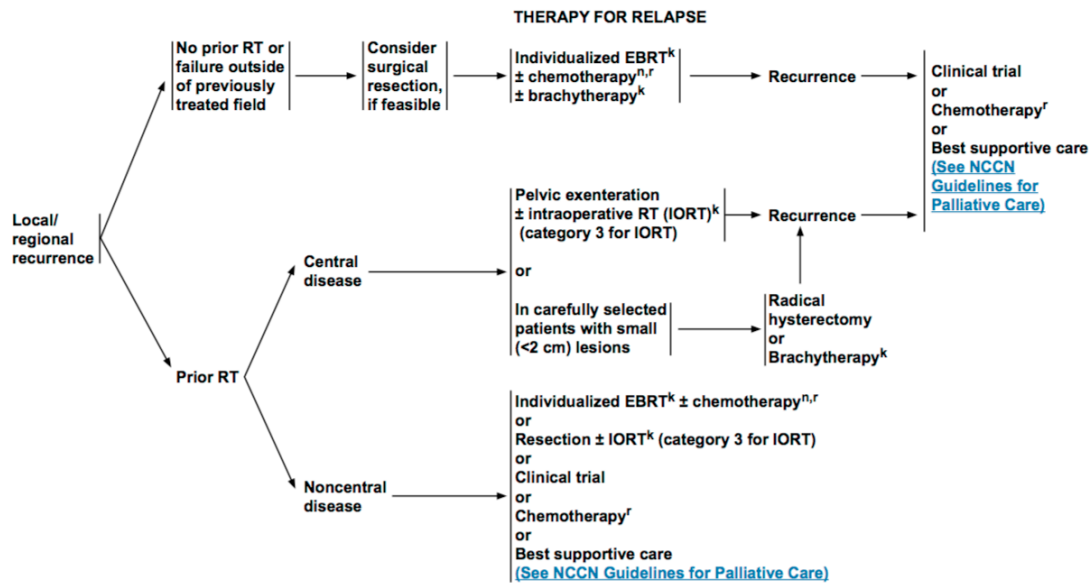 THERAPY FOR RELAPSE
No prior RT or
failure outside
of previously
treated field
Consider
surgical
resection,
if feasible
Individualized EBRTᵏ
± chemotherapyⁿ,ʳ
± brachytherapyᵏ
Recurrence
Clinical trial
or
Chemotherapyʳ
or
Best supportive care
(See NCCN
Guidelines for
Palliative Care)
Local/
regional
recurrence
Central
disease
Pelvic exenteration
± intraoperative RT (IORT)ᵏ
(category 3 for IORT)
or
In carefully selected
patients with small
(<2 cm) lesions
Recurrence
Radical
hysterectomy
or
Brachytherapyᵏ
Prior RT
Noncentral
disease
Individualized EBRTᵏ ± chemotherapyⁿ,ʳ
or
Resection ± IORTᵏ (category 3 for IORT)
or
Clinical trial
or
Chemotherapyʳ
or
Best supportive care
(See NCCN Guidelines for Palliative Care)